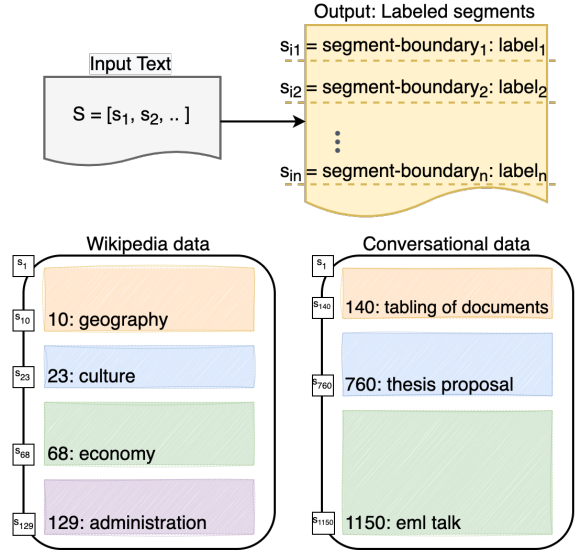 Output: Labeled segments
Input Text
S = [s₁, s₂, .. ]
sᵢ₁ = segment-boundary₁: label₁
sᵢ₂ = segment-boundary₂: label₂
sᵢₙ = segment-boundaryₙ: labelₙ
Wikipedia data
s₁
s₁₀
10: geography
s₂₃
23: culture
s₆₈
68: economy
s₁₂₉
129: administration
Conversational data
s₁
s₁₄₀
140: tabling of documents
s₇₆₀
760: thesis proposal
s₁₁₅₀
1150: eml talk